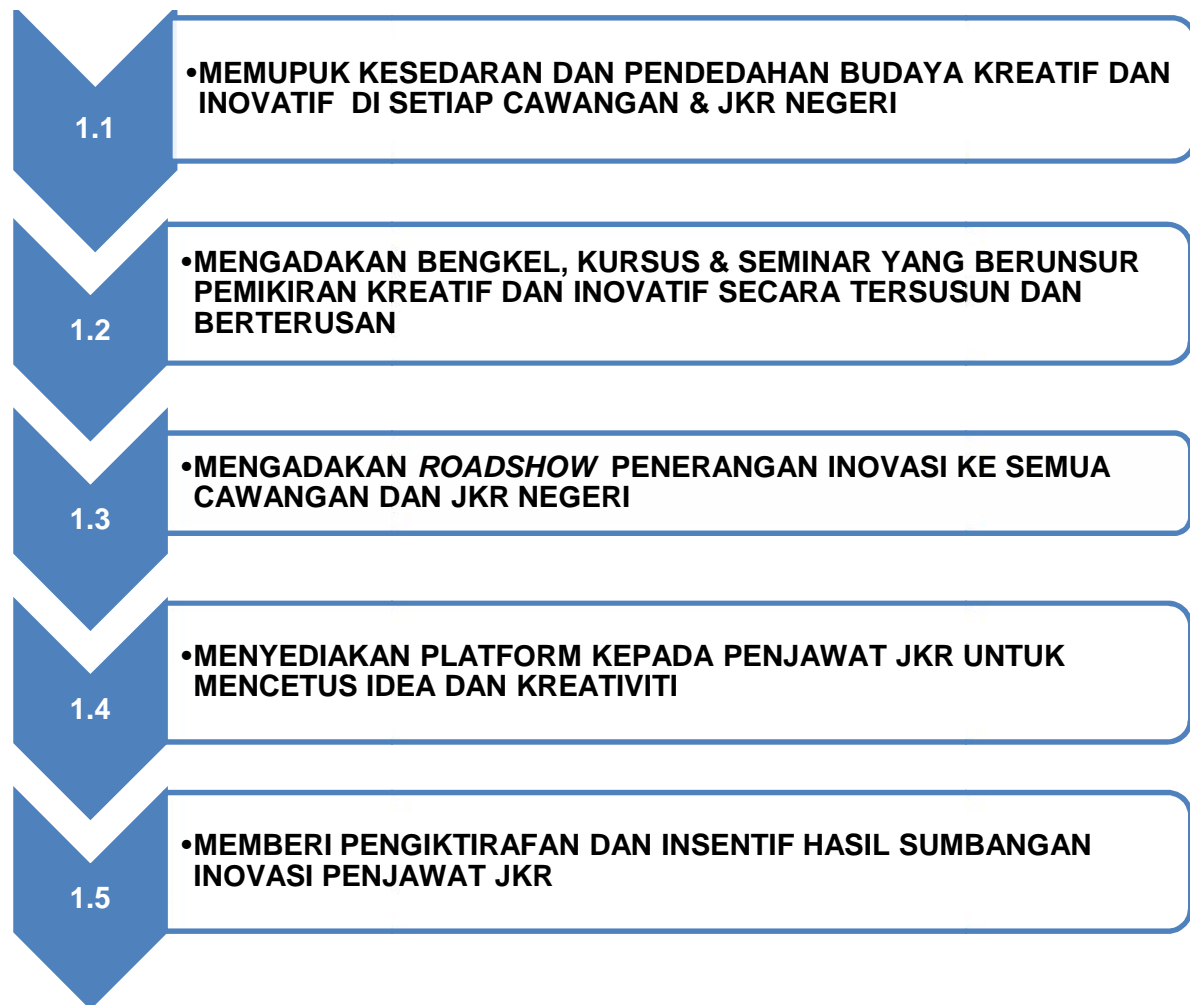 1.1
•MEMUPUK KESEDARAN DAN PENDEDAHAN BUDAYA KREATIF DAN
INOVATIF DI SETIAP CAWANGAN & JKR NEGERI
1.2
•MENGADAKAN BENGKEL, KURSUS & SEMINAR YANG BERUNSUR
PEMIKIRAN KREATIF DAN INOVATIF SECARA TERSUSUN DAN
BERTERUSAN
1.3
•MENGADAKAN ROADSHOW PENERANGAN INOVASI KE SEMUA
CAWANGAN DAN JKR NEGERI
1.4
•MENYEDIAKAN PLATFORM KEPADA PENJAWAT JKR UNTUK
MENCETUS IDEA DAN KREATIVITI
1.5
•MEMBERI PENGIKTIRAFAN DAN INSENTIF HASIL SUMBANGAN
INOVASI PENJAWAT JKR